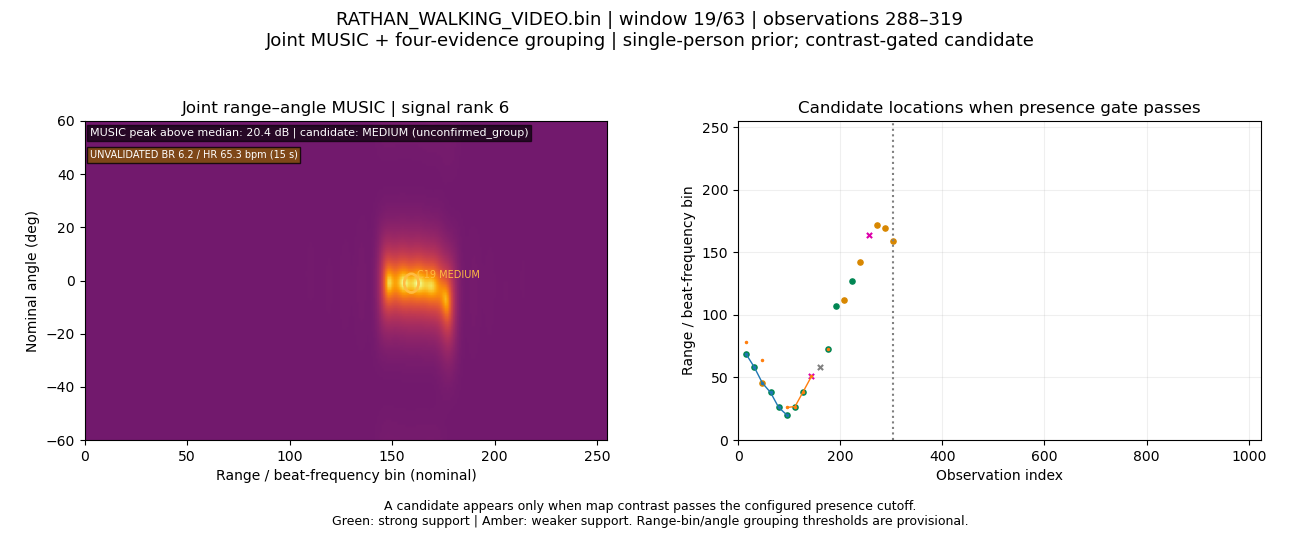 RATHAN_WALKING_VIDEO.bin | window 19/63 | observations 288–319
Joint MUSIC + four-evidence grouping | single-person prior; contrast-gated candidate
Joint range–angle MUSIC | signal rank 6
MUSIC peak above median: 20.4 dB | candidate: MEDIUM (unconfirmed_group)
UNVALIDATED BR 6.2 / HR 65.3 bpm (15 s)
C19 MEDIUM
Nominal angle (deg)
60
40
20
0
−20
−40
−60
0 50 100 150 200 250
Range / beat-frequency bin (nominal)
Candidate locations when presence gate passes
Range / beat-frequency bin
250
200
150
100
50
0
0 200 400 600 800 1000
Observation index
A candidate appears only when map contrast passes the configured presence cutoff.
Green: strong support | Amber: weaker support. Range-bin/angle grouping thresholds are provisional.